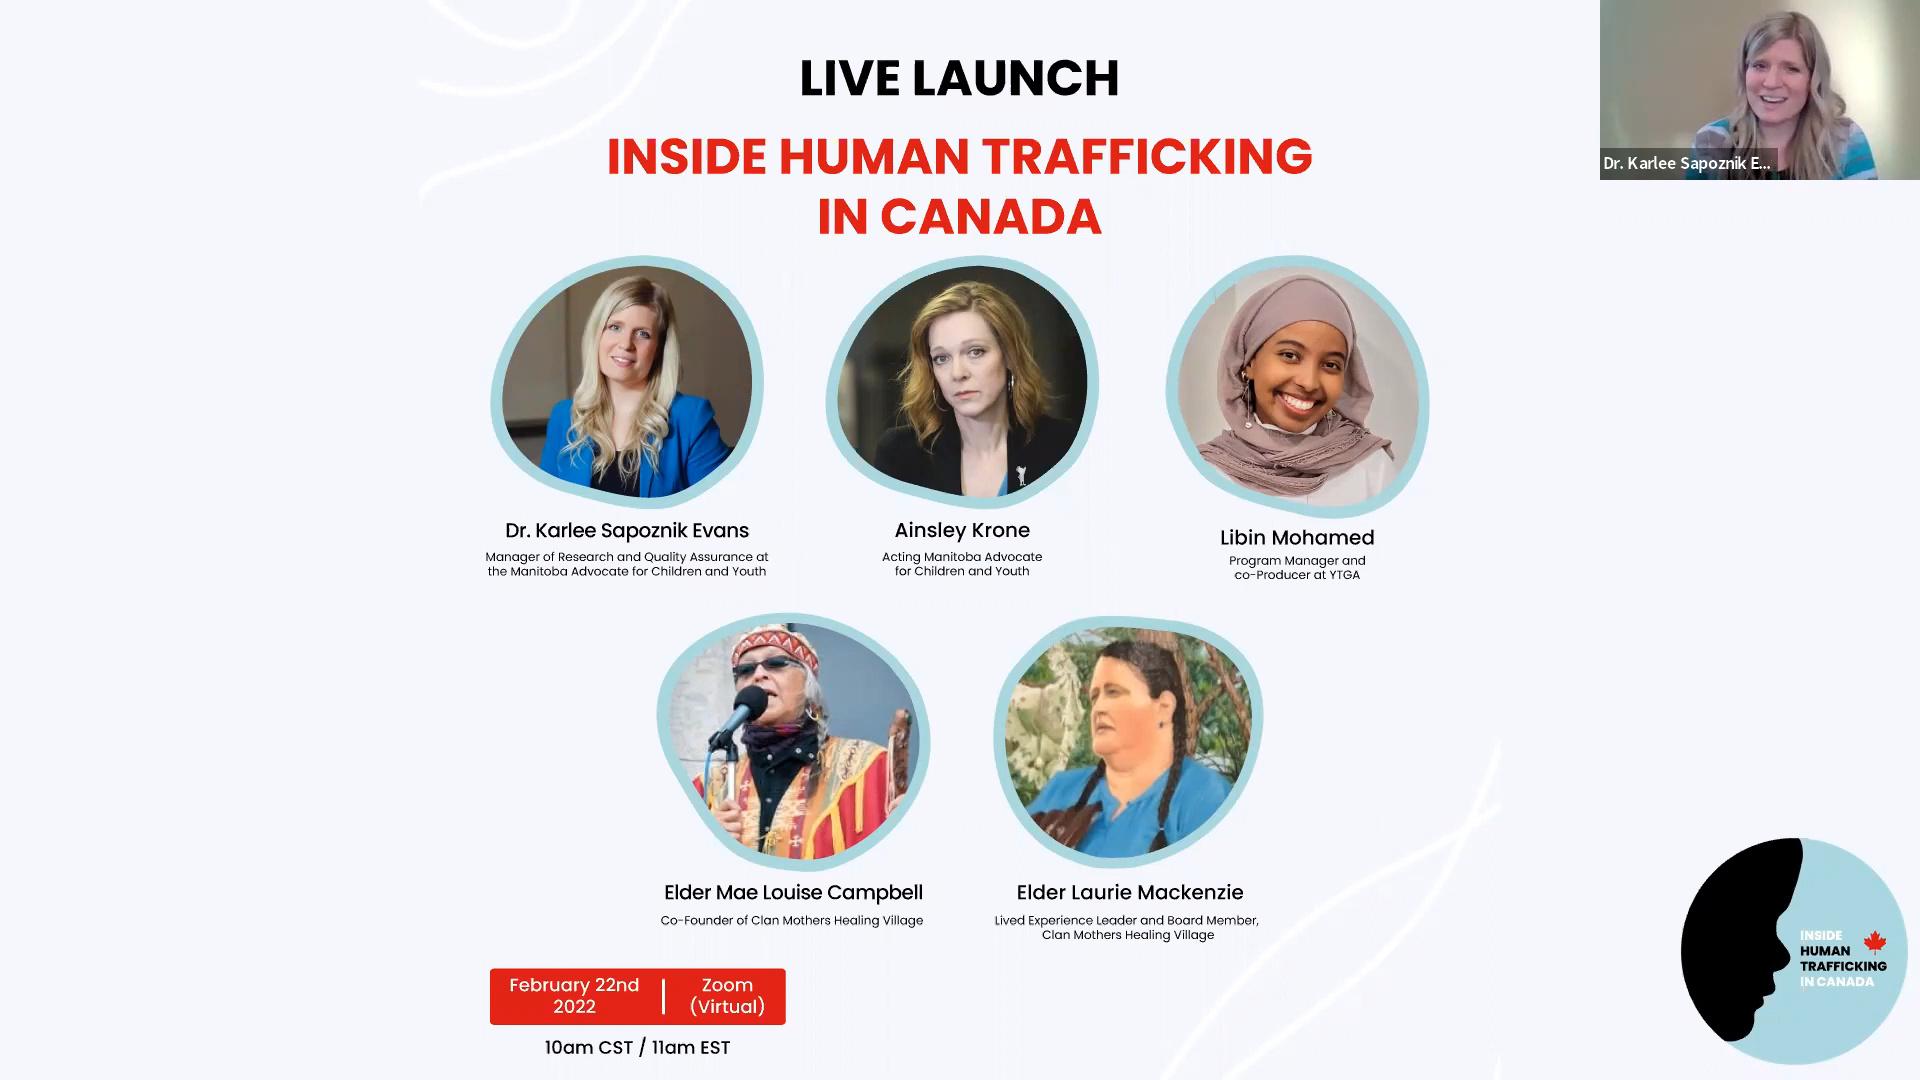 LIVE LAUNCH
INSIDE HUMAN TRAFFICKING
IN CANADA
Dr. Karlee Sapoznik E...
Dr. Karlee Sapoznik Evans
Manager of Research and Quality Assurance at
the Manitoba Advocate for Children and Youth
Ainsley Krone
Acting Manitoba Advocate
for Children and Youth
Libin Mohamed
Program Manager and
co-Producer at YTGA
Elder Mae Louise Campbell
Co-Founder of Clan Mothers Healing Village
Elder Laurie Mackenzie
Lived Experience Leader and Board Member,
Clan Mothers Healing Village
February 22nd
2022
Zoom
(Virtual)
10am CST / 11am EST
INSIDE
HUMAN
TRAFFICKING
IN CANADA